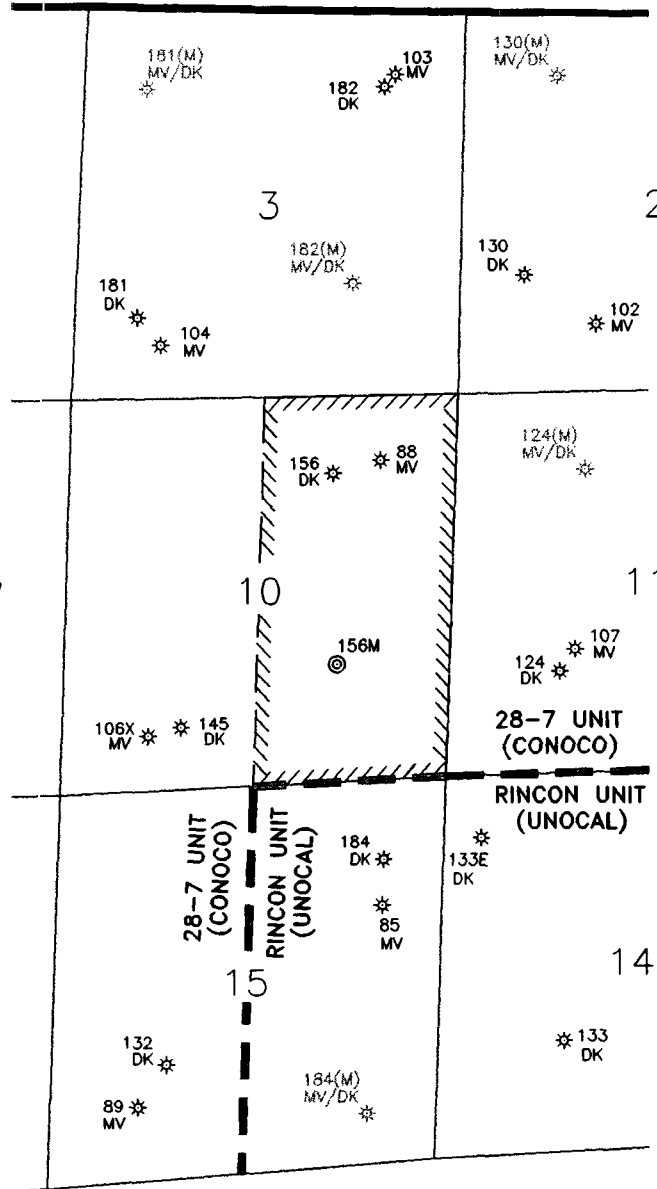 181(M)
MV/DK
103
MV
182
DK
130(M)
MV/DK
3
2
182(M)
MV/DK
130
DK
181
DK
104
MV
102
MV
156
DK
88
MV
124(M)
MV/DK
10
11
156M
107
MV
124
DK
106X
MV
145
DK
28-7 UNIT
(CONOCO)
RINCON UNIT
(UNOCAL)
28-7 UNIT
(CONOCO)
RINCON UNIT
(UNOCAL)
184
DK
133E
DK
85
MV
15
14
132
DK
133
DK
184(M)
MV/DK
89
MV